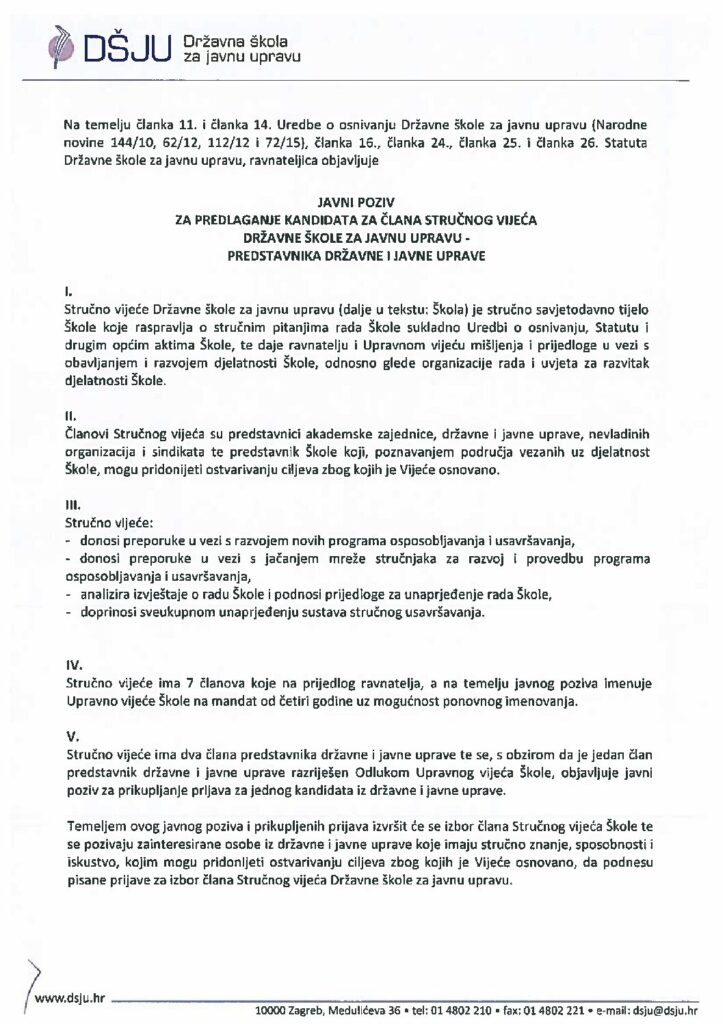 DŠJU Državna škola
za javnu upravu
Na temelju članka 11. i članka 14. Uredbe o osnivanju Državne škole za javnu upravu (Narodne
novine 144/10, 62/12, 112/12 i 72/15), članka 16., članka 24., članka 25. i članka 26. Statuta
Državne škole za javnu upravu, ravnateljica objavljuje
JAVNI POZIV
ZA PREDLAGANJE KANDIDATA ZA ČLANA STRUČNOG VIJEĆA
DRŽAVNE ŠKOLE ZA JAVNU UPRAVU -
PREDSTAVNIKA DRŽAVNE I JAVNE UPRAVE
I.
Stručno vijeće Državne škole za javnu upravu (dalje u tekstu: Škola) je stručno savjetodavno tijelo
Škole koje raspravlja o stručnim pitanjima rada Škole sukladno Uredbi o osnivanju, Statutu i
drugim općim aktima Škole, te daje ravnatelju i Upravnom vijeću mišljenja i prijedloge u vezi s
obavljanjem i razvojem djelatnosti Škole, odnosno glede organizacije rada i uvjeta za razvitak
djelatnosti Škole.
II.
Članovi Stručnog vijeća su predstavnici akademske zajednice, državne i javne uprave, nevladinih
organizacija i sindikata te predstavnik Škole koji, poznavanjem područja vezanih uz djelatnost
Škole, mogu pridonijeti ostvarivanju ciljeva zbog kojih je Vijeće osnovano.
III.
Stručno vijeće:
- donosi preporuke u vezi s razvojem novih programa osposobljavanja i usavršavanja,
- donosi preporuke u vezi s jačanjem mreže stručnjaka za razvoj i provedbu programa
osposobljavanja i usavršavanja,
- analizira izvještaje o radu Škole i podnosi prijedloge za unaprjeđenje rada Škole,
- doprinosi sveukupnom unaprjeđenju sustava stručnog usavršavanja.
IV.
Stručno vijeće ima 7 članova koje na prijedlog ravnatelja, a na temelju javnog poziva imenuje
Upravno vijeće Škole na mandat od četiri godine uz mogućnost ponovnog imenovanja.
V.
Stručno vijeće ima dva člana predstavnika državne i javne uprave te se, s obzirom da je jedan član
predstavnik državne i javne uprave razriješen Odlukom Upravnog vijeća Škole, objavljuje javni
poziv za prikupljanje prijava za jednog kandidata iz državne i javne uprave.
Temeljem ovog javnog poziva i prikupljenih prijava izvršit će se izbor člana Stručnog vijeća Škole te
se pozivaju zainteresirane osobe iz državne i javne uprave koje imaju stručno znanje, sposobnosti i
iskustvo, kojim mogu pridonijeti ostvarivanju ciljeva zbog kojih je Vijeće osnovano, da podnesu
pisane prijave za izbor člana Stručnog vijeća Državne škole za javnu upravu.
www.dsju.hr
10000 Zagreb, Medulićeva 36 • tel: 01 4802 210 • fax: 01 4802 221 • e-mail: dsju@dsju.hr